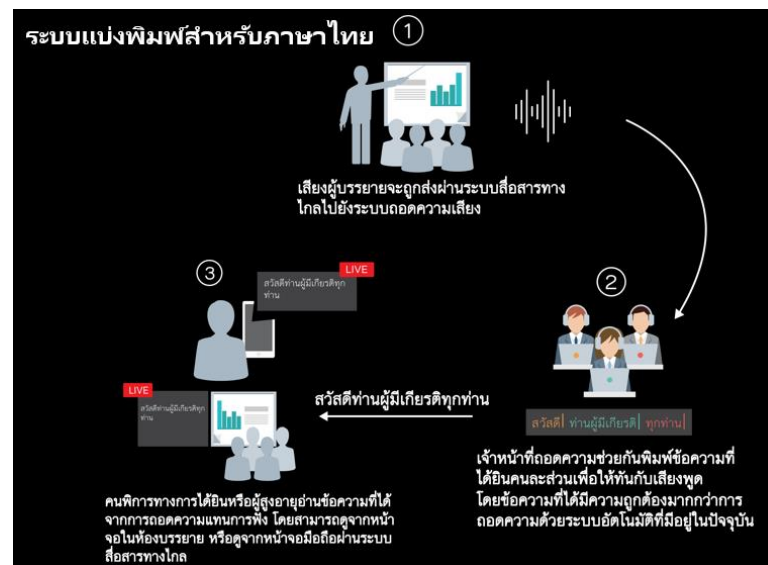 ระบบแบ่งพิมพ์สำหรับภาษาไทย ①
เสียงผู้บรรยายจะถูกส่งผ่านระบบสื่อสารทาง
ไกลไปยังระบบถอดความเสียง
②
สวัสดี| ท่านผู้มีเกียรติ| ทุกท่าน|
เจ้าหน้าที่ถอดความช่วยกันพิมพ์ข้อความที่
ได้ยินคนละส่วนเพื่อให้ทันกับเสียงพูด
โดยข้อความที่ได้มีความถูกต้องมากกว่าการ
ถอดความด้วยระบบอัตโนมัติที่มีอยู่ในปัจจุบัน
สวัสดีท่านผู้มีเกียรติทุกท่าน
③
LIVE
สวัสดีท่านผู้มีเกียรติทุก
ท่าน
LIVE
สวัสดีท่านผู้มีเกียรติทุก
ท่าน
คนพิการทางการได้ยินหรือผู้สูงอายุอ่านข้อความที่ได้
จากการถอดความแทนการฟัง โดยสามารถดูจากหน้า
จอในห้องบรรยาย หรือดูจากหน้าจอมือถือผ่านระบบ
สื่อสารทางไกล